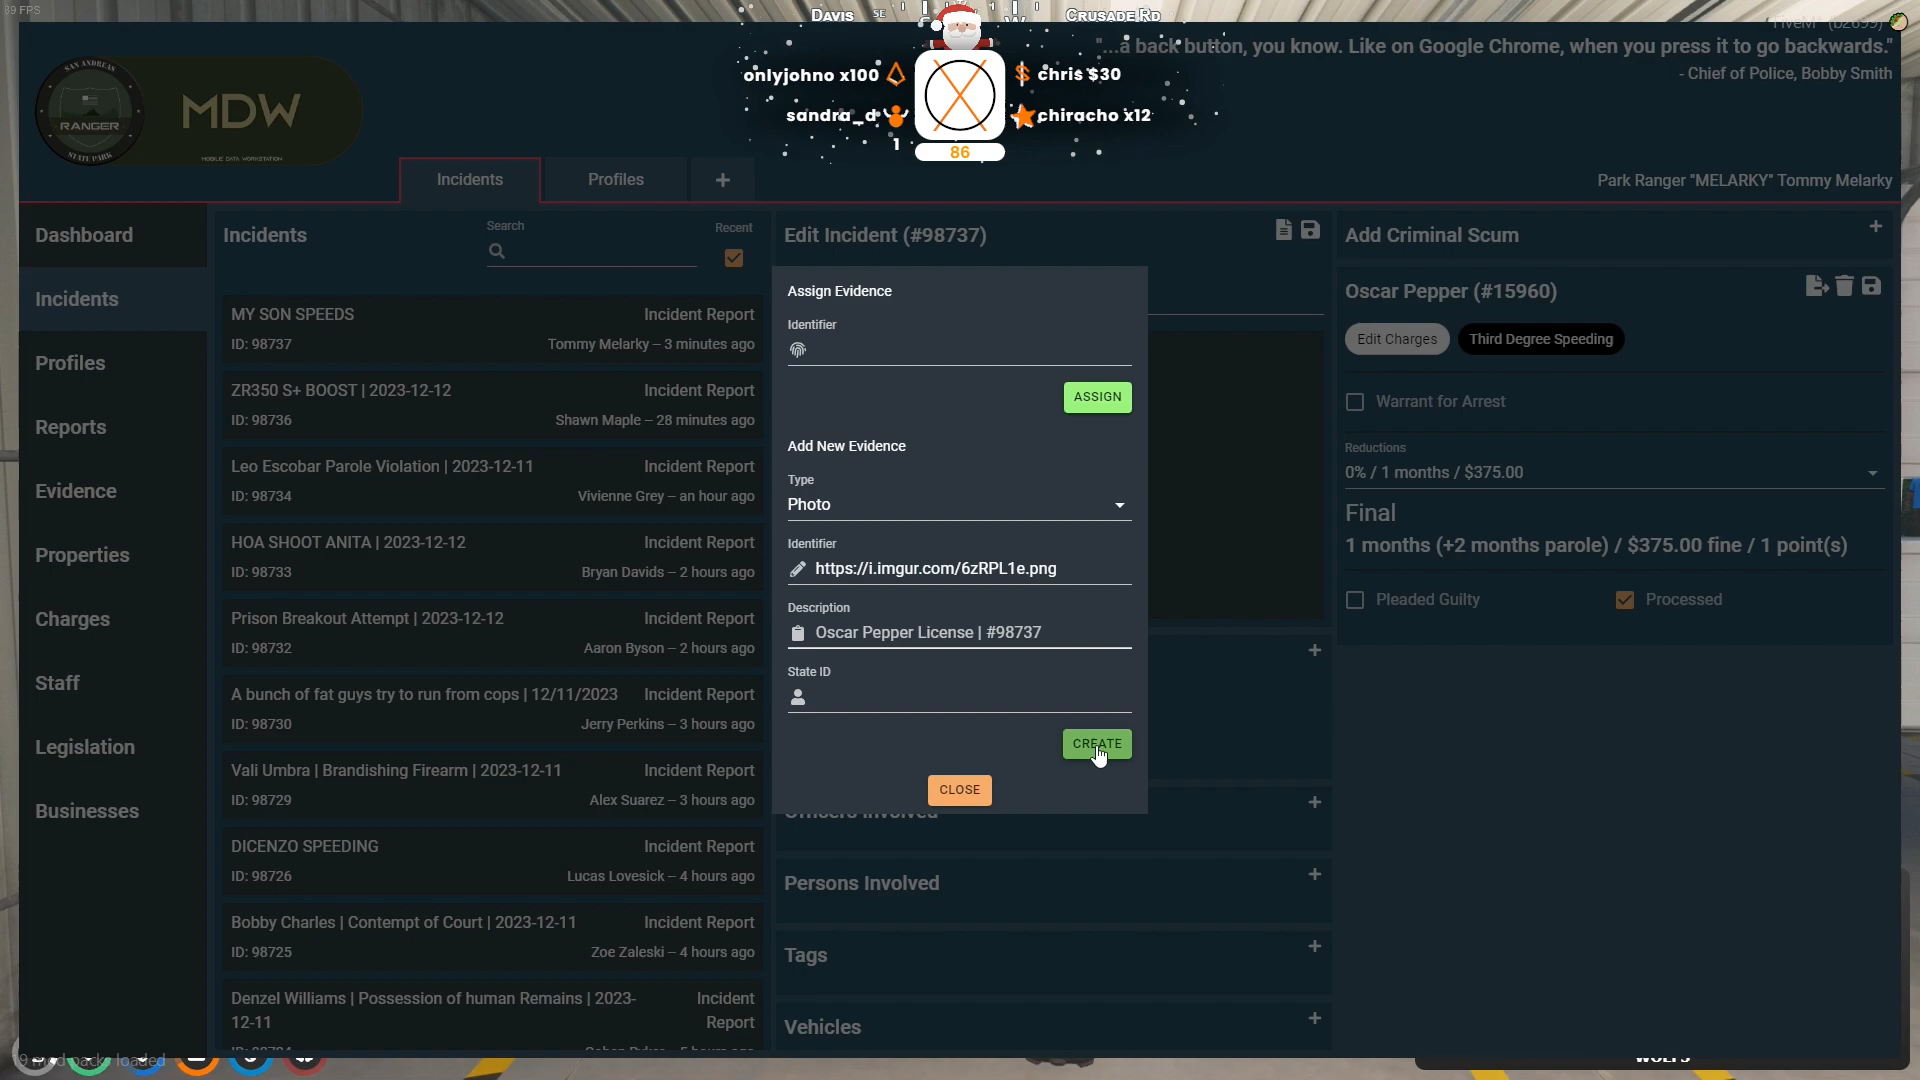 89 FPS
DAVIS SE CRUSADE RD
"...a back button, you know. Like on Google Chrome, when you press it to go backwards."
- Chief of Police, Bobby Smith
onlyjohno x100
chris $30
sandra_d
1
chiracho x12
86
SAN ANDREAS
RANGER
STATE PARK
MDW
MOBILE DATA WORKSTATION
Incidents
Profiles
+
Park Ranger "MELARKY" Tommy Melarky
Dashboard
Incidents
Profiles
Reports
Evidence
Properties
Charges
Staff
Legislation
Businesses
Incidents
Search
Recent
MY SON SPEEDS Incident Report
ID: 98737 Tommy Melarky – 3 minutes ago
ZR350 S+ BOOST | 2023-12-12 Incident Report
ID: 98736 Shawn Maple – 28 minutes ago
Leo Escobar Parole Violation | 2023-12-11 Incident Report
ID: 98734 Vivienne Grey – an hour ago
HOA SHOOT ANITA | 2023-12-12 Incident Report
ID: 98733 Bryan Davids – 2 hours ago
Prison Breakout Attempt | 2023-12-12 Incident Report
ID: 98732 Aaron Byson – 2 hours ago
A bunch of fat guys try to run from cops | 12/11/2023 Incident Report
ID: 98730 Jerry Perkins – 3 hours ago
Vali Umbra | Brandishing Firearm | 2023-12-11 Incident Report
ID: 98729 Alex Suarez – 3 hours ago
DICENZO SPEEDING Incident Report
ID: 98726 Lucas Lovesick – 4 hours ago
Bobby Charles | Contempt of Court | 2023-12-11 Incident Report
ID: 98725 Zoe Zaleski – 4 hours ago
Denzel Williams | Possession of human Remains | 2023- Incident
12-11 Report
Edit Incident (#98737)
Assign Evidence
Identifier
ASSIGN
Add New Evidence
Type
Photo
Identifier
https://i.imgur.com/6zRPL1e.png
Description
Oscar Pepper License | #98737
State ID
CREATE
CLOSE
Officers Involved
Persons Involved
Tags
Vehicles
Add Criminal Scum
Oscar Pepper (#15960)
Edit Charges
Third Degree Speeding
Warrant for Arrest
Reductions
0% / 1 months / $375.00
Final
1 months (+2 months parole) / $375.00 fine / 1 point(s)
Pleaded Guilty
Processed